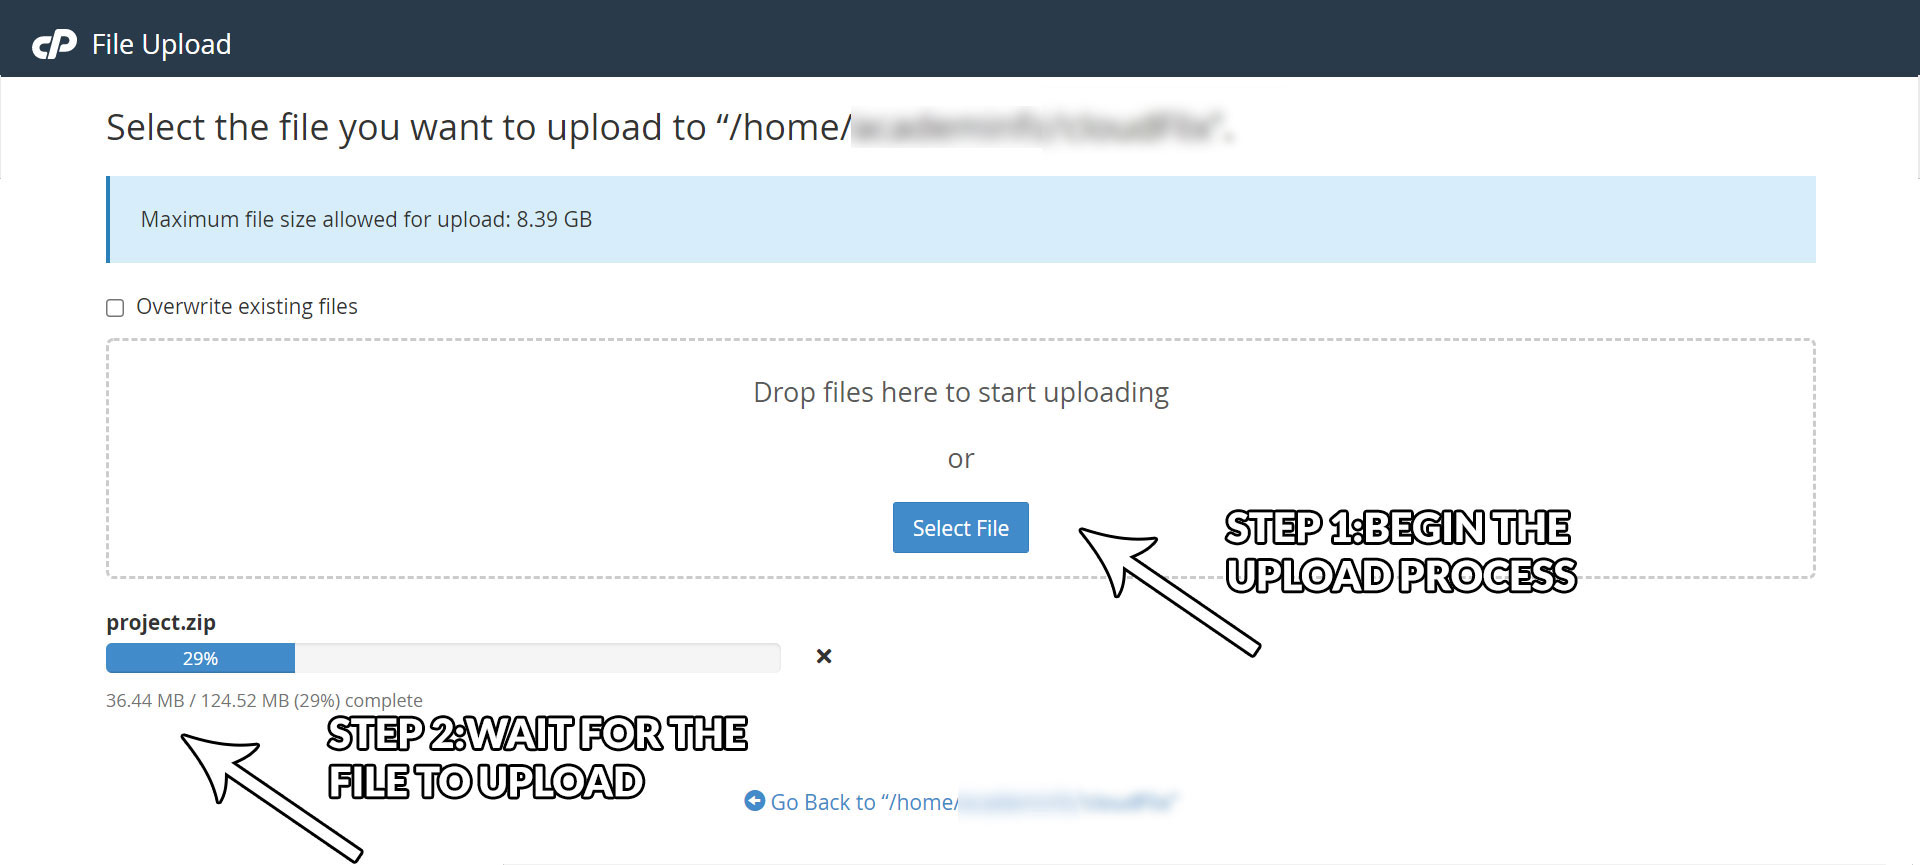 cP File Upload
Select the file you want to upload to “/home/
Maximum file size allowed for upload: 8.39 GB
Overwrite existing files
Drop files here to start uploading
or
Select File
STEP 1:BEGIN THE
UPLOAD PROCESS
project.zip
29%
36.44 MB / 124.52 MB (29%) complete
STEP 2:WAIT FOR THE
FILE TO UPLOAD
Go Back to “/home/